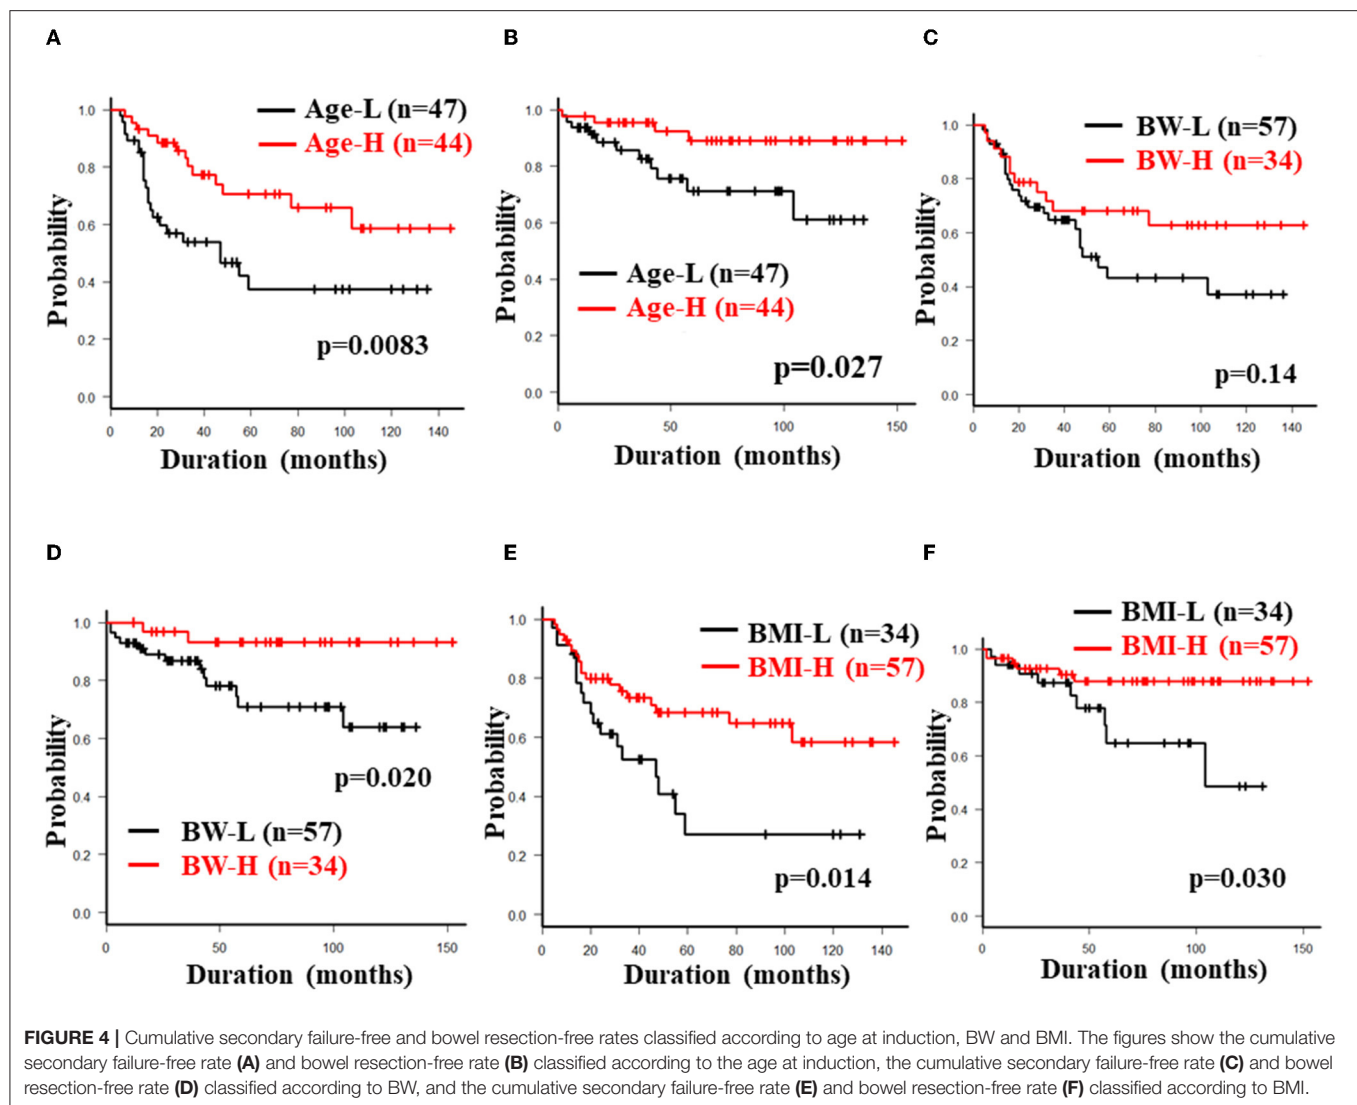 A
B
C
1.0
0.8
0.6
0.4
0.2
0.0
Probability
Age-L (n=47)
Age-H (n=44)
p=0.0083
0 20 40 60 80 100 120 140
Duration (months)
1.0
0.8
0.6
0.4
0.2
0.0
Probability
Age-L (n=47)
Age-H (n=44)
p=0.027
0 50 100 150
Duration (months)
1.0
0.8
0.6
0.4
0.2
0.0
Probability
BW-L (n=57)
BW-H (n=34)
p=0.14
0 20 40 60 80 100 120 140
Duration (months)
D
E
F
1.0
0.8
0.6
0.4
0.2
0.0
Probability
p=0.020
BW-L (n=57)
BW-H (n=34)
0 50 100 150
Duration (months)
1.0
0.8
0.6
0.4
0.2
0.0
Probability
BMI-L (n=34)
BMI-H (n=57)
p=0.014
0 20 40 60 80 100 120 140
Duration (months)
1.0
0.8
0.6
0.4
0.2
0.0
Probability
BMI-L (n=34)
BMI-H (n=57)
p=0.030
0 50 100 150
Duration (months)
FIGURE 4 | Cumulative secondary failure-free and bowel resection-free rates classified according to age at induction, BW and BMI. The figures show the cumulative
secondary failure-free rate (A) and bowel resection-free rate (B) classified according to the age at induction, the cumulative secondary failure-free rate (C) and bowel
resection-free rate (D) classified according to BW, and the cumulative secondary failure-free rate (E) and bowel resection-free rate (F) classified according to BMI.